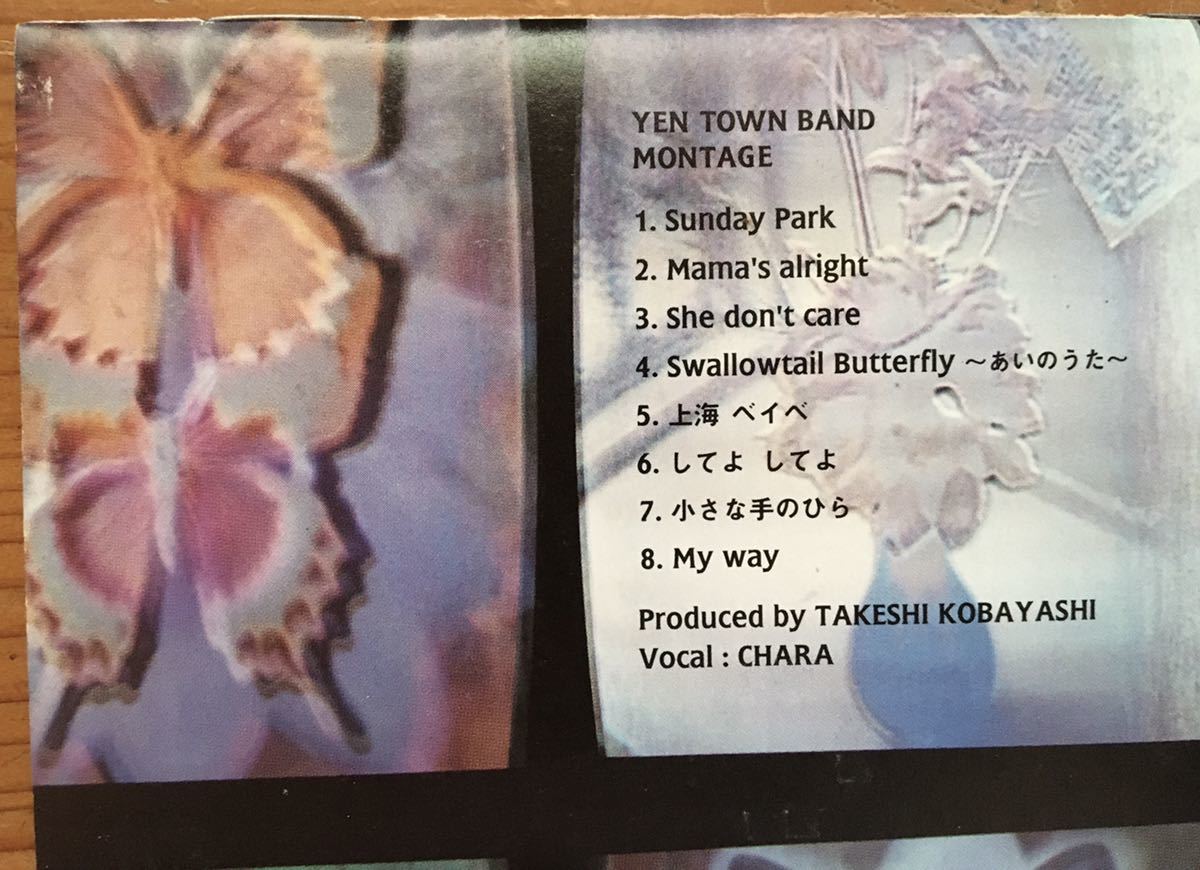 YEN TOWN BAND
MONTAGE
1. Sunday Park
2. Mama's alright
3. She don't care
4. Swallowtail Butterfly 〜あいのうた〜
5. 上海 ベイベ
6. してよ してよ
7. 小さな手のひら
8. My way
Produced by TAKESHI KOBAYASHI
Vocal : CHARA